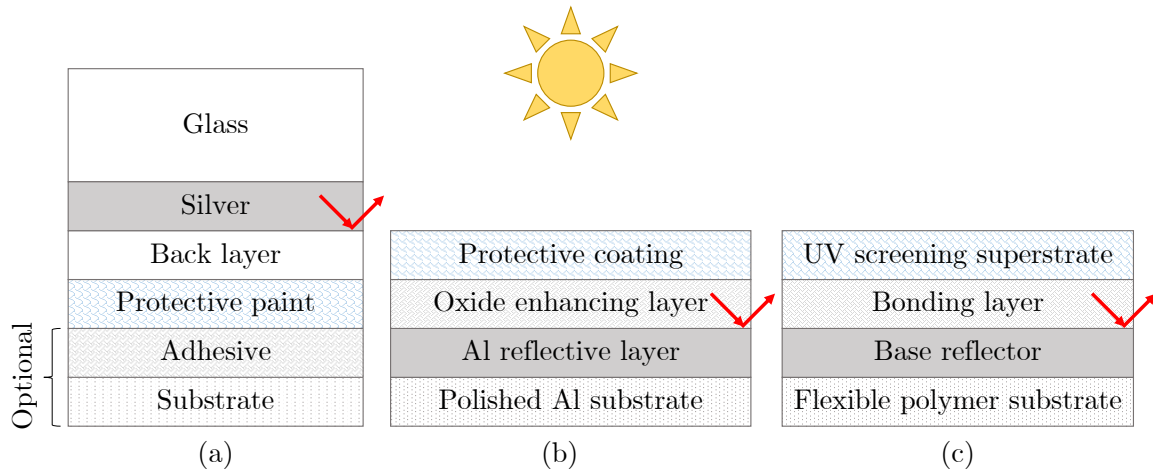 Glass
Silver
Back layer
Protective paint
Adhesive
Substrate
Optional
(a)
Protective coating
Oxide enhancing layer
Al reflective layer
Polished Al substrate
(b)
UV screening superstrate
Bonding layer
Base reflector
Flexible polymer substrate
(c)